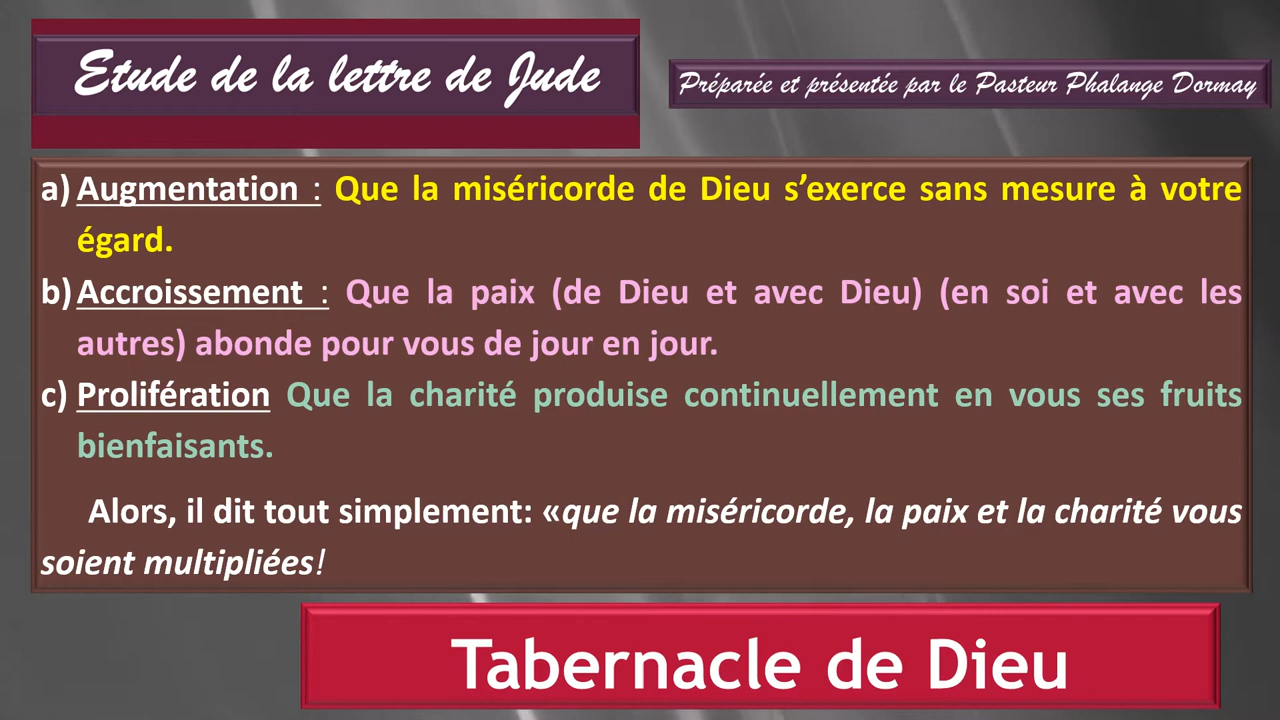 Etude de la lettre de Jude
Préparée et présentée par le Pasteur Phalange Dormay
a) Augmentation : Que la miséricorde de Dieu s’exerce sans mesure à votre
égard.
b) Accroissement : Que la paix (de Dieu et avec Dieu) (en soi et avec les
autres) abonde pour vous de jour en jour.
c) Prolifération Que la charité produise continuellement en vous ses fruits
bienfaisants.
Alors, il dit tout simplement: «que la miséricorde, la paix et la charité vous
soient multipliées!
Tabernacle de Dieu